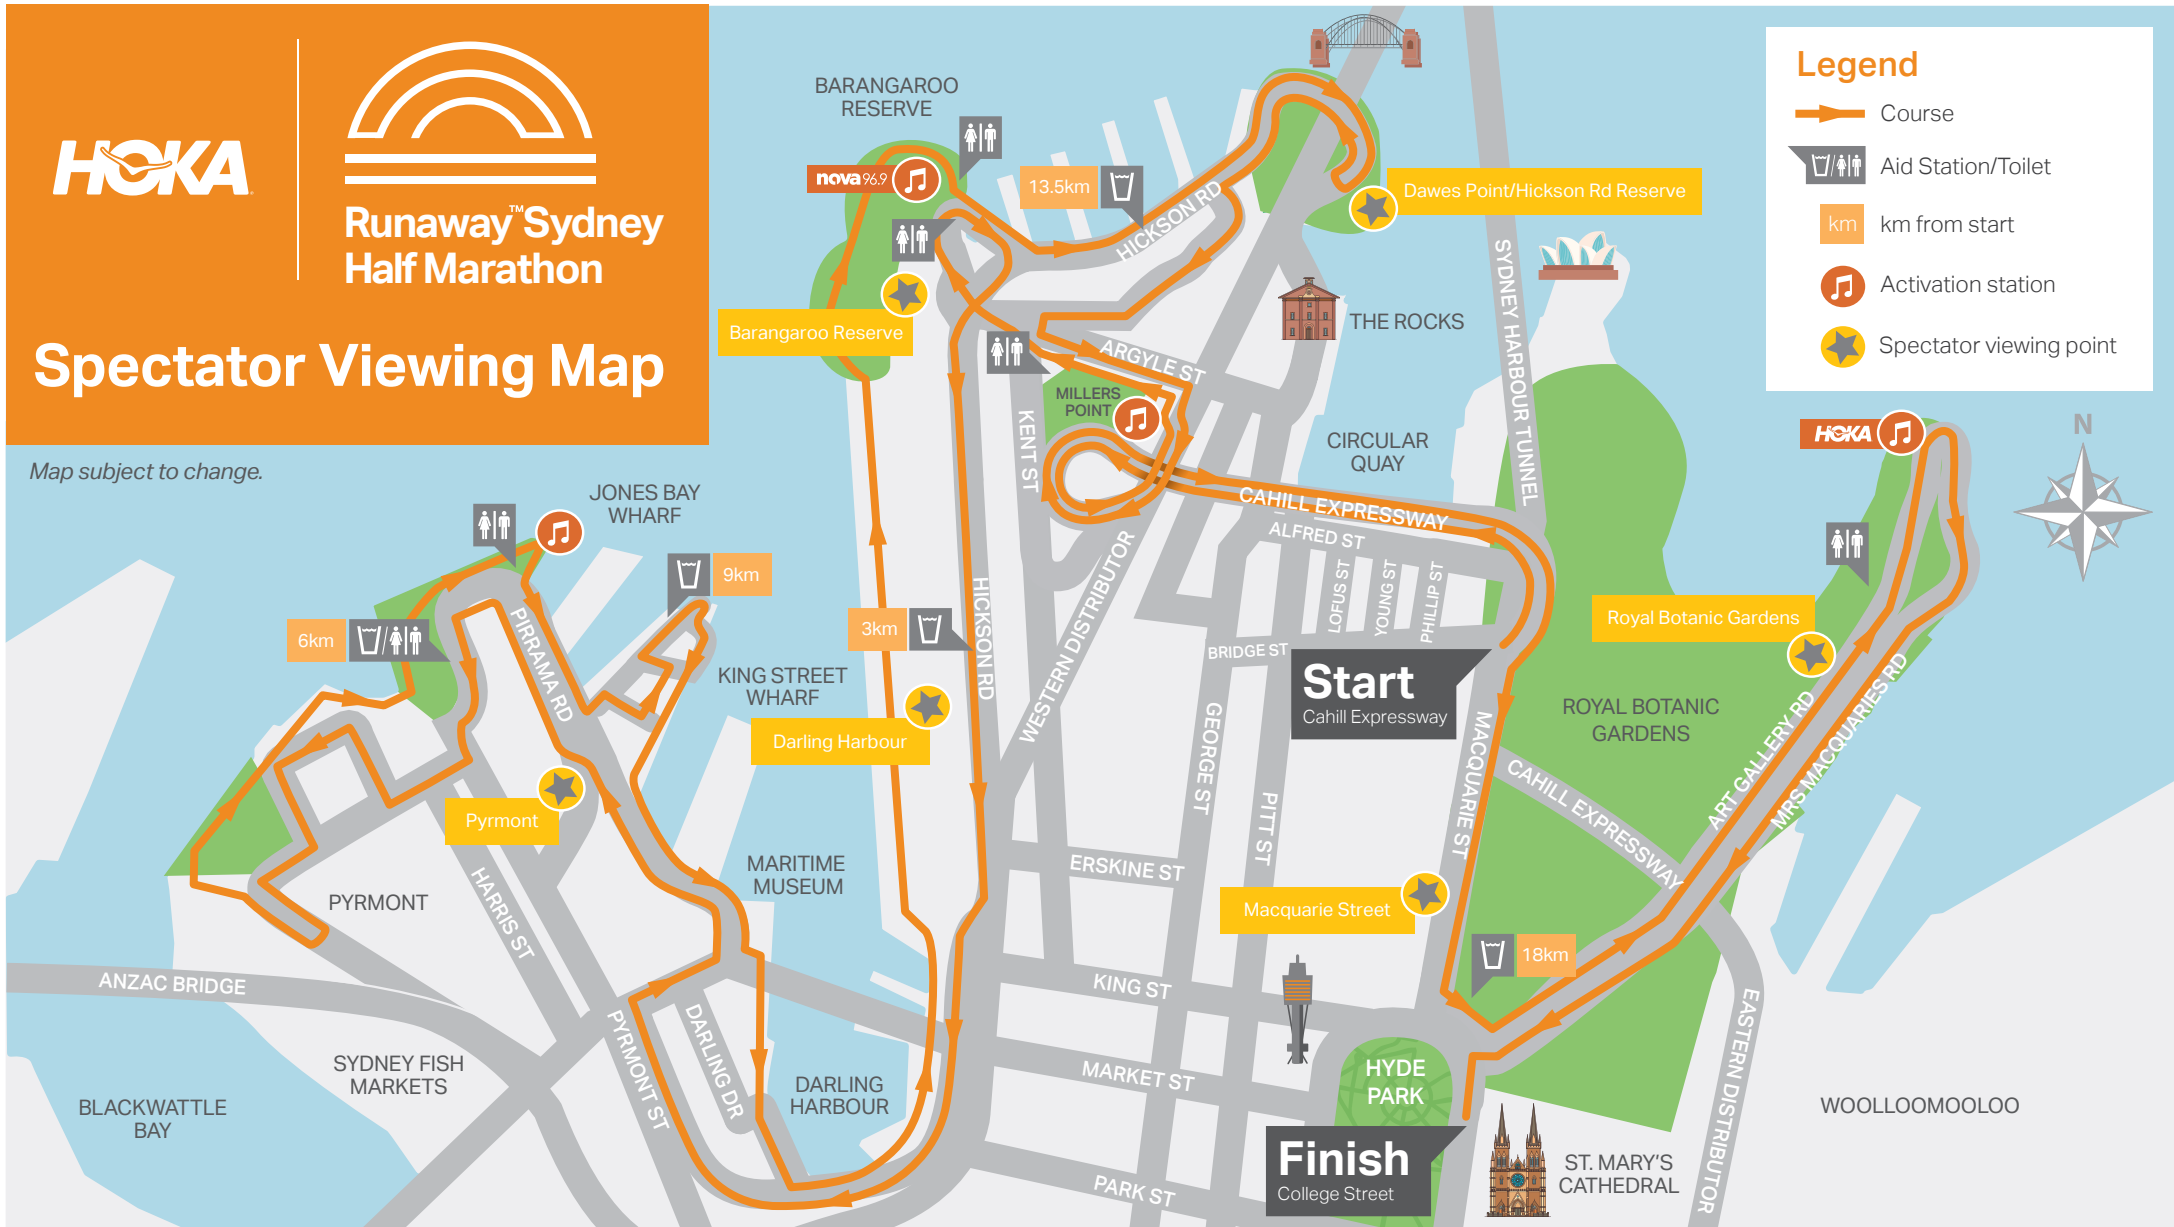 HOKA
Runaway™Sydney
Half Marathon
Spectator Viewing Map
Map subject to change.
Legend
Course
Aid Station/Toilet
km
km from start
Activation station
Spectator viewing point
N
BARANGAROO
RESERVE
nova96.9
13.5km
HICKSON RD
Dawes Point/Hickson Rd Reserve
Barangaroo Reserve
THE ROCKS
SYDNEY HARBOUR TUNNEL
ARGYLE ST
MILLERS
POINT
KENT ST
CIRCULAR
QUAY
HOKA
CAHILL EXPRESSWAY
ALFRED ST
JONES BAY
WHARF
9km
6km
PIRRAMA RD
3km
HICKSON RD
WESTERN DISTRIBUTOR
LOFUS ST
YOUNG ST
PHILLIP ST
BRIDGE ST
Royal Botanic Gardens
KING STREET
WHARF
Darling Harbour
Start
Cahill Expressway
GEORGE ST
PITT ST
MACQUARIE ST
ROYAL BOTANIC
GARDENS
CAHILL EXPRESSWAY
ART GALLERY RD
MRS MACQUARIES RD
Pyrmont
MARITIME
MUSEUM
ERSKINE ST
PYRMONT
HARRIS ST
Macquarie Street
18km
ANZAC BRIDGE
KING ST
PYRMONT ST
DARLING DR
EASTERN DISTRIBUTOR
SYDNEY FISH
MARKETS
MARKET ST
HYDE
PARK
DARLING
HARBOUR
BLACKWATTLE
BAY
WOOLLOOMOOLOO
Finish
College Street
ST. MARY'S
CATHEDRAL
PARK ST